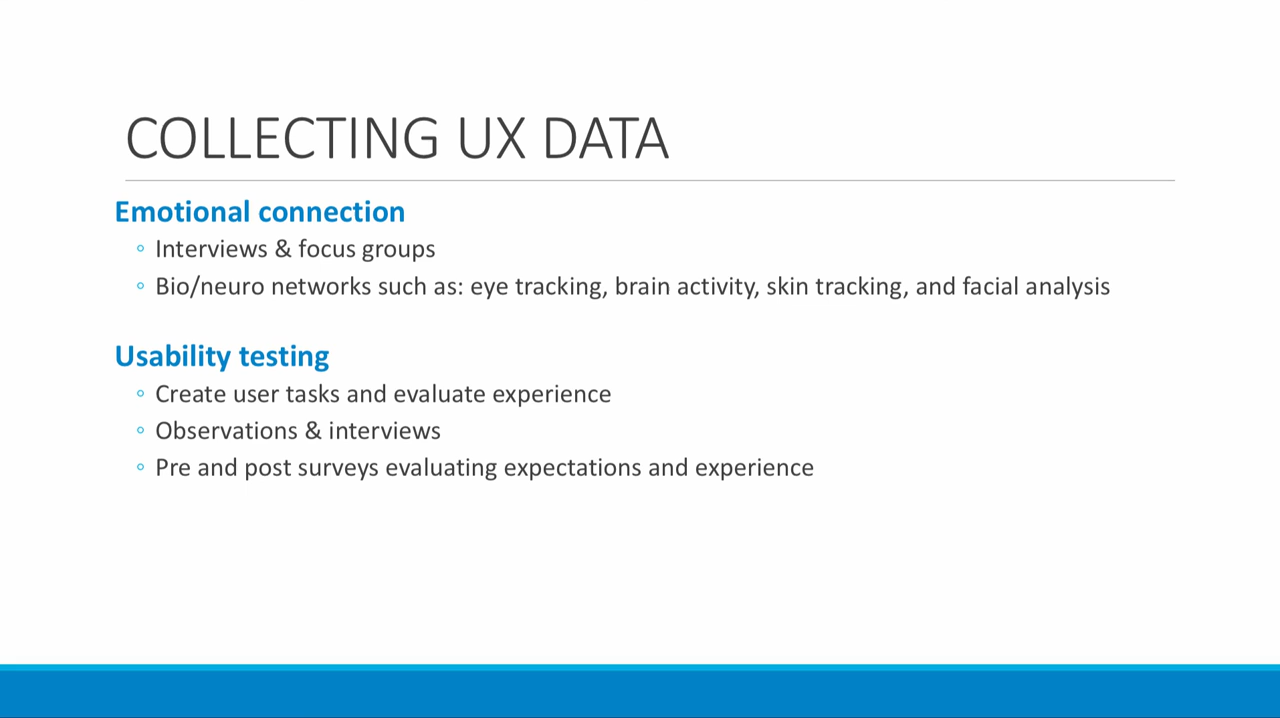 COLLECTING UX DATA
Emotional connection
◦ Interviews & focus groups
◦ Bio/neuro networks such as: eye tracking, brain activity, skin tracking, and facial analysis
Usability testing
◦ Create user tasks and evaluate experience
◦ Observations & interviews
◦ Pre and post surveys evaluating expectations and experience